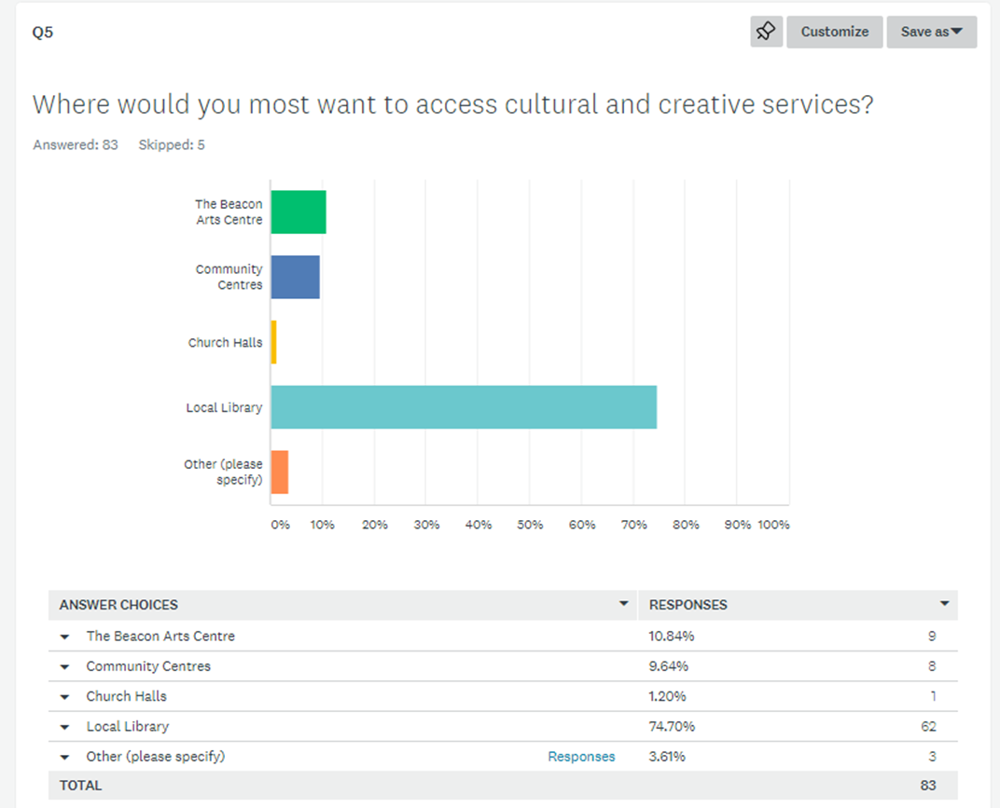 Q5
Customize
Save as
Where would you most want to access cultural and creative services?
Answered: 83 Skipped: 5
The Beacon
Arts Centre
Community
Centres
Church Halls
Local Library
Other (please
specify)
0% 10% 20% 30% 40% 50% 60% 70% 80% 90% 100%
ANSWER CHOICES RESPONSES
The Beacon Arts Centre 10.84% 9
Community Centres 9.64% 8
Church Halls 1.20% 1
Local Library 74.70% 62
Other (please specify) Responses 3.61% 3
TOTAL 83